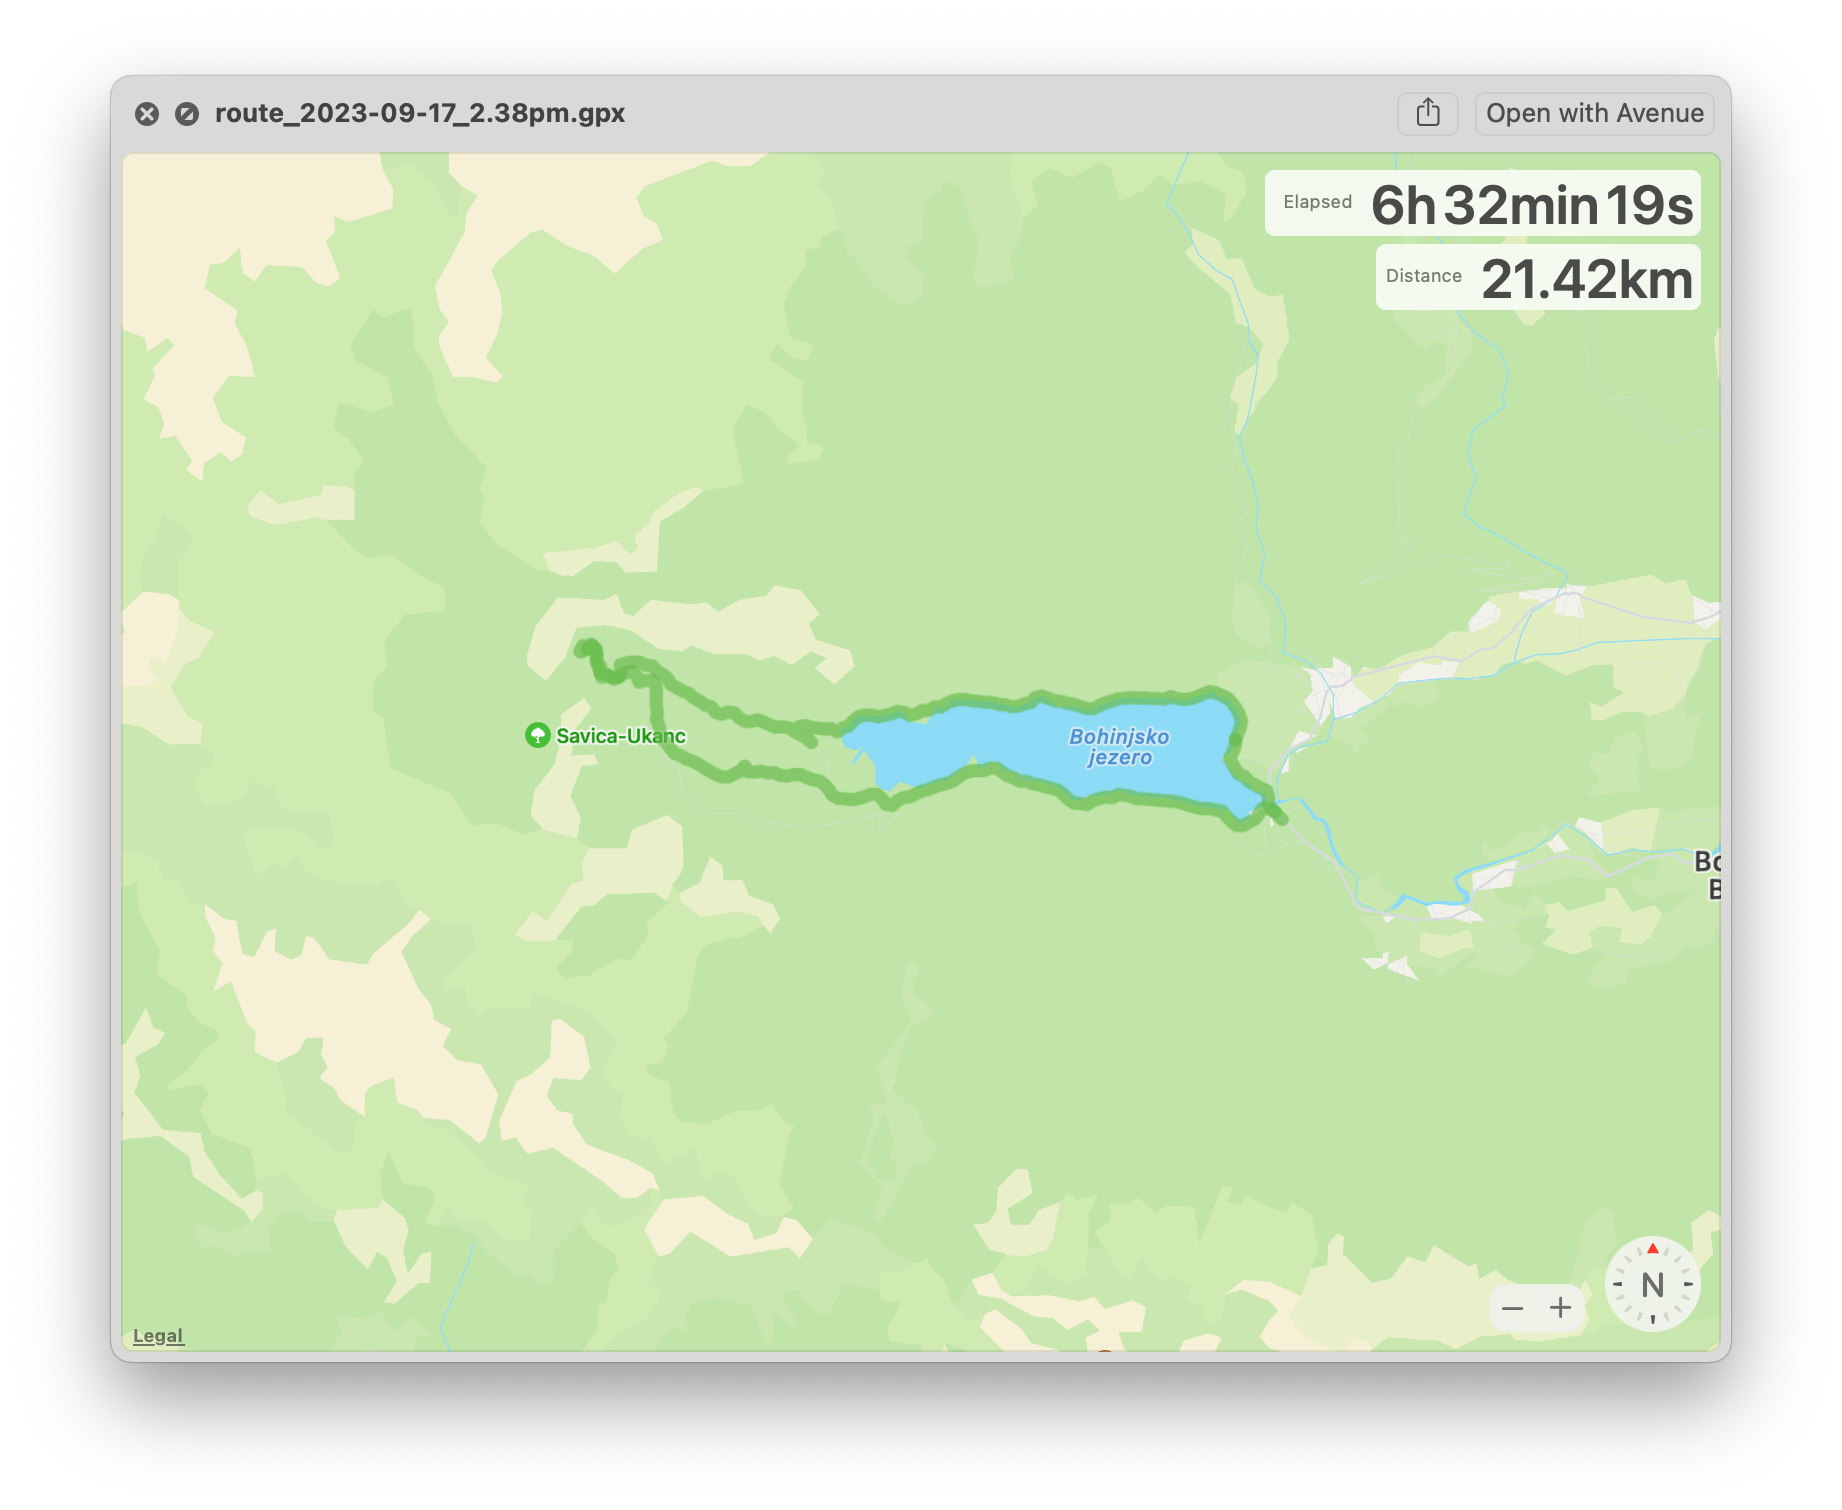 route_2023-09-17_2.38pm.gpx
Open with Avenue
Elapsed 6h 32min 19s
Distance 21.42km
Savica-Ukanc
Bohinjsko
jezero
Bo
B
N
Legal